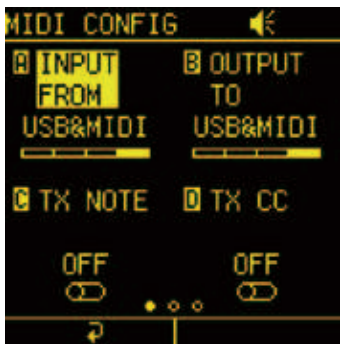 MIDI CONFIG
A INPUT FROM
USB&MIDI
B OUTPUT TO
USB&MIDI
C TX NOTE
OFF
D TX CC
OFF